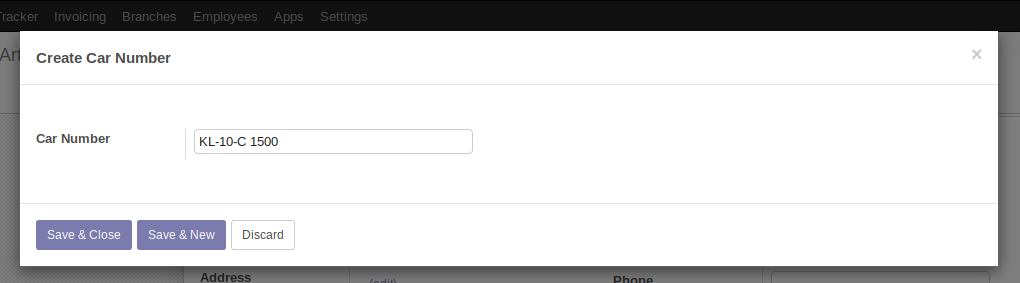 Tracker Invoicing Branches Employees Apps Settings
Art
Create Car Number ×
Car Number KL-10-C 1500
Save & Close Save & New Discard
Address (edit) Phone